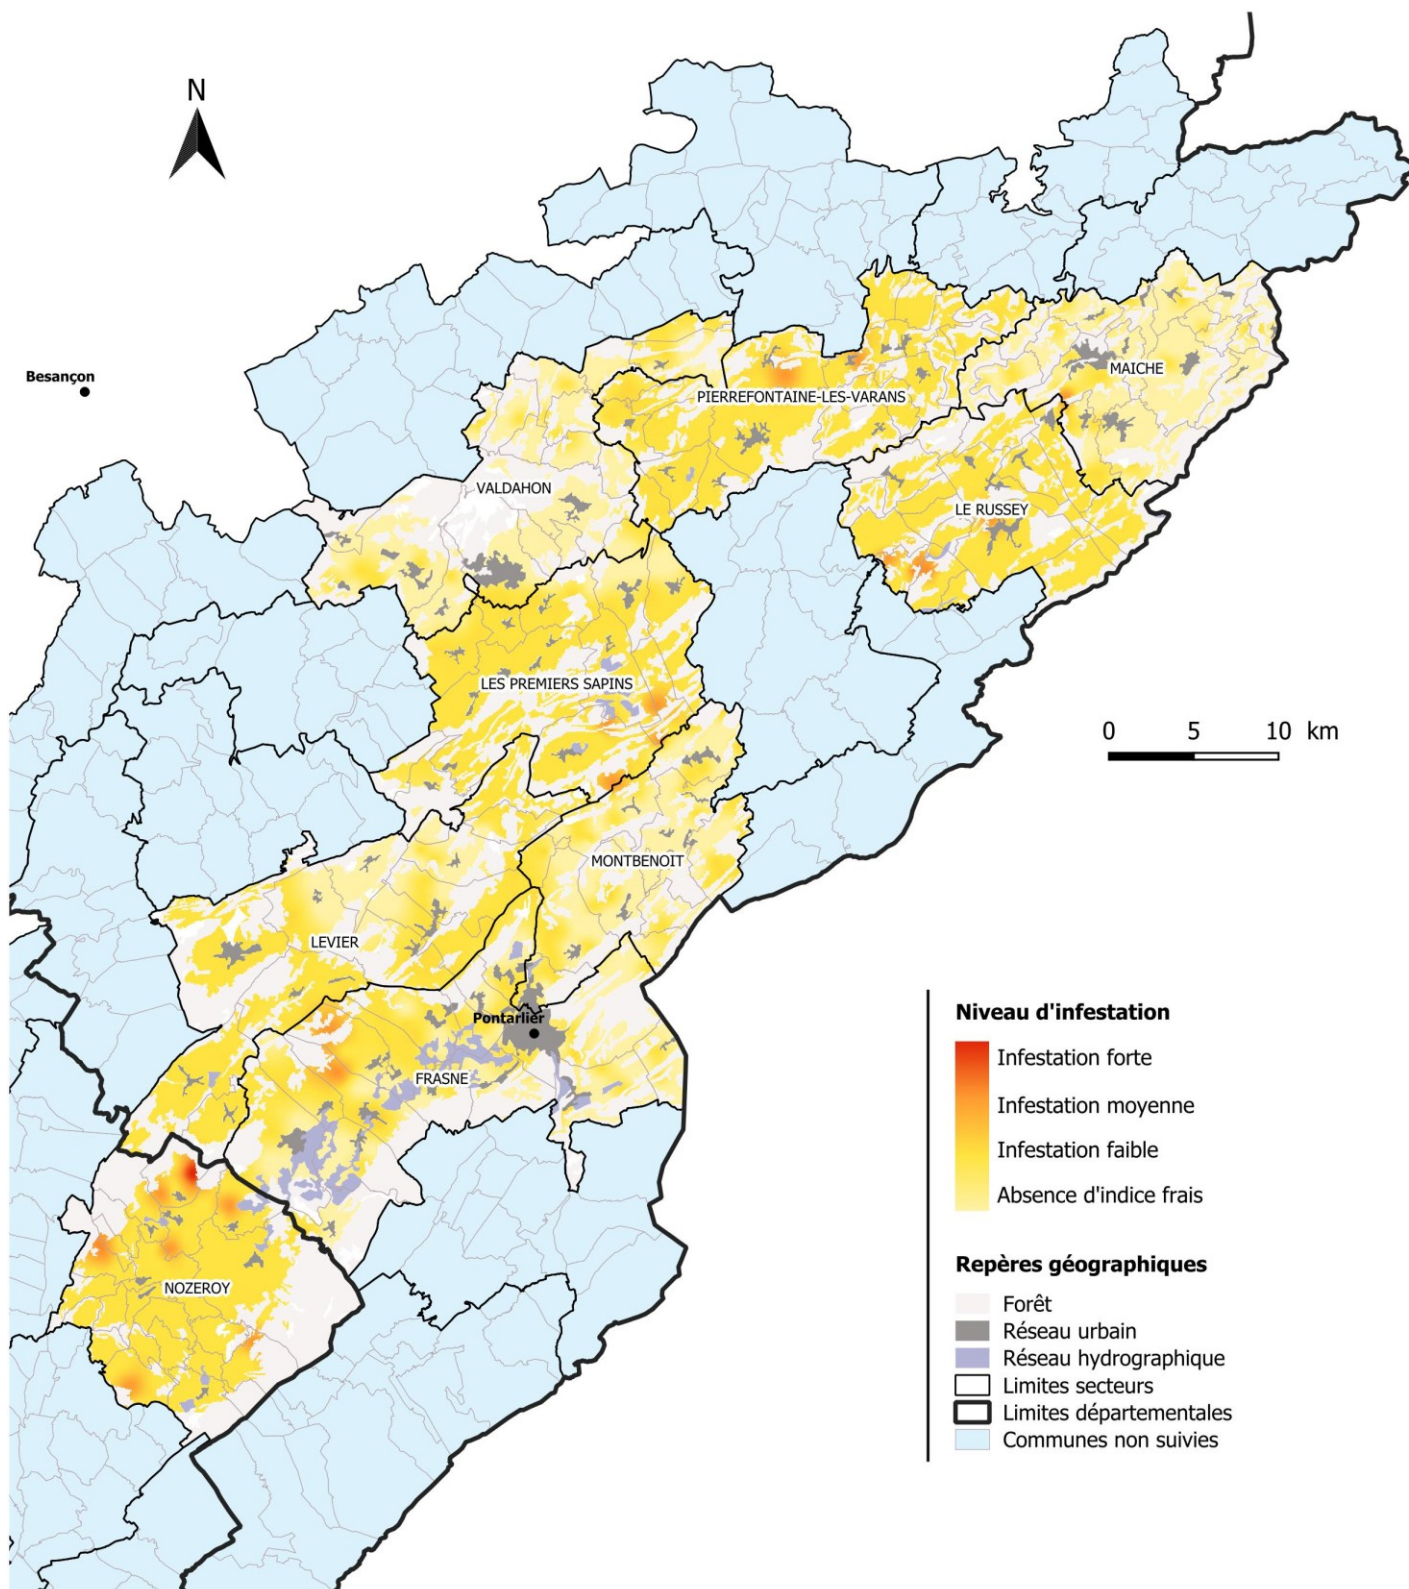 N
Besançon
MAICHE
PIERREFONTAINE-LES-VARANS
VALDAHON
LE RUSSEY
LES PREMIERS SAPINS
0 5 10 km
MONTBENOIT
LEVIER
Pontarlier
FRASNE
NOZEROY
Niveau d'infestation
Infestation forte
Infestation moyenne
Infestation faible
Absence d'indice frais
Repères géographiques
Forêt
Réseau urbain
Réseau hydrographique
Limites secteurs
Limites départementales
Communes non suivies